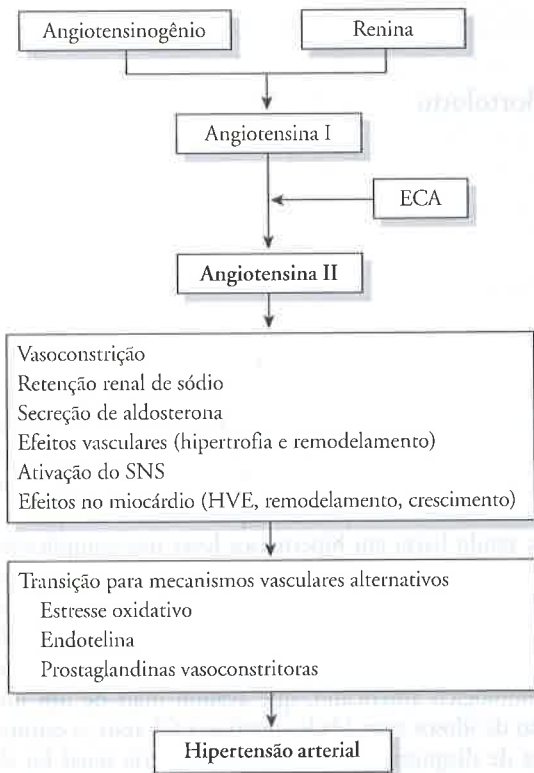 Angiotensinogênio
Renina
Angiotensina I
ECA
Angiotensina II
Vasoconstrição
Retenção renal de sódio
Secreção de aldosterona
Efeitos vasculares (hipertrofia e remodelamento)
Ativação do SNS
Efeitos no miocárdio (HVE, remodelamento, crescimento)
Transição para mecanismos vasculares alternativos
Estresse oxidativo
Endotelina
Prostaglandinas vasoconstritoras
Hipertensão arterial